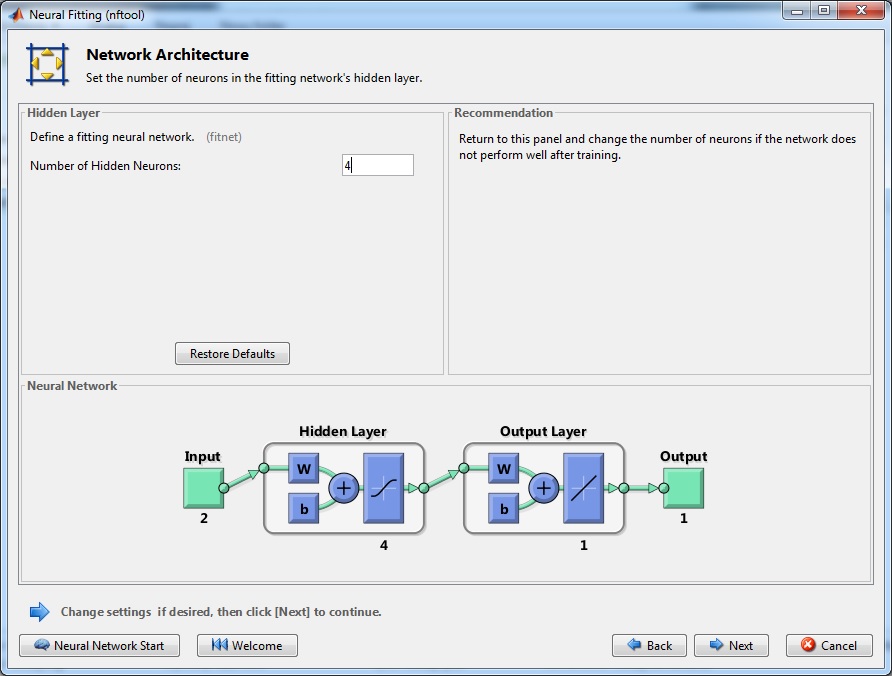 Neural Fitting (nftool)
Network Architecture
Set the number of neurons in the fitting network's hidden layer.
Hidden Layer
Define a fitting neural network. (fitnet)
Number of Hidden Neurons:
4
Restore Defaults
Recommendation
Return to this panel and change the number of neurons if the network does
not perform well after training.
Neural Network
Hidden Layer
Output Layer
Input
Output
W
b
+
W
b
+
2
4
1
1
Change settings if desired, then click [Next] to continue.
Neural Network Start
Welcome
Back
Next
Cancel